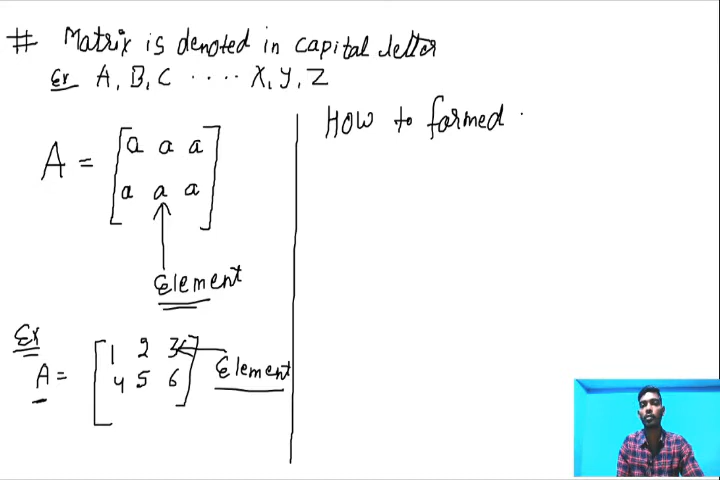 # Matrix is denoted in capital letter
Ex A, B, C ..... X, Y, Z
A = [a a a
a a a]
Element
Ex
A = [1 2 3
4 5 6]
Element
How to formed .